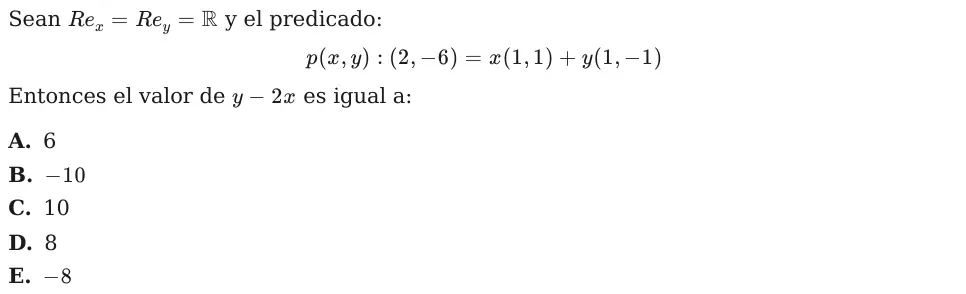 Sean Re_x = Re_y = ℝ y el predicado:
p(x, y) : (2, −6) = x(1, 1) + y(1, −1)
Entonces el valor de y − 2x es igual a:
A. 6
B. −10
C. 10
D. 8
E. −8